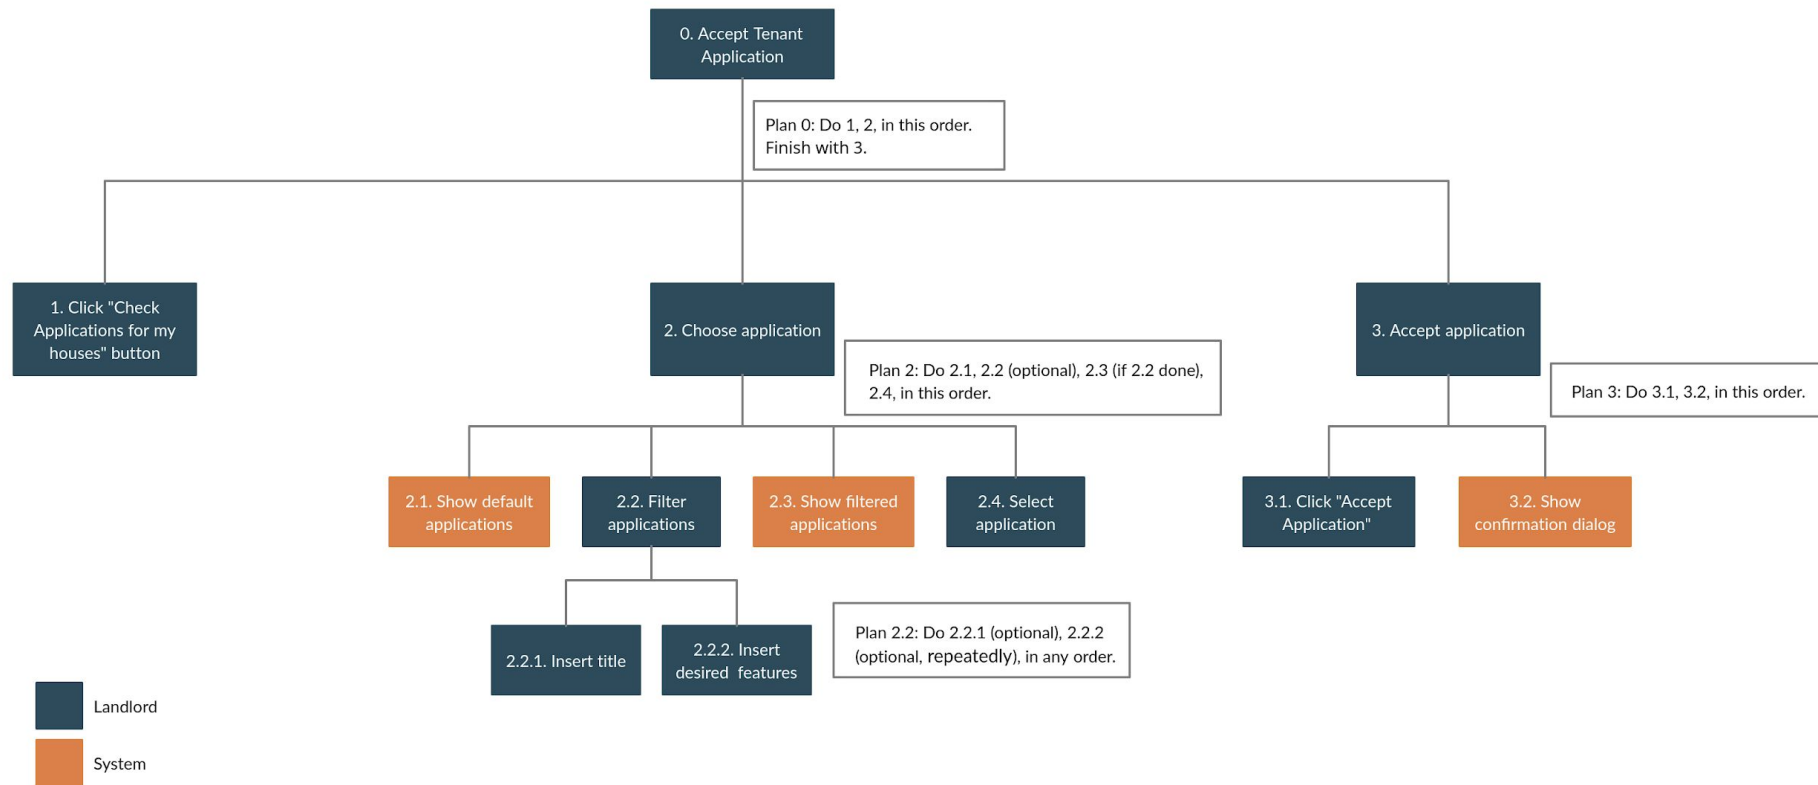 0. Accept Tenant
Application
Plan 0: Do 1, 2, in this order.
Finish with 3.
1. Click "Check
Applications for my
houses" button
2. Choose application
3. Accept application
Plan 2: Do 2.1, 2.2 (optional), 2.3 (if 2.2 done),
2.4, in this order.
Plan 3: Do 3.1, 3.2, in this order.
2.1. Show default
applications
2.2. Filter
applications
2.3. Show filtered
applications
2.4. Select
application
3.1. Click "Accept
Application"
3.2. Show
confirmation dialog
2.2.1. Insert title
2.2.2. Insert
desired features
Plan 2.2: Do 2.2.1 (optional), 2.2.2
(optional, repeatedly), in any order.
Landlord
System